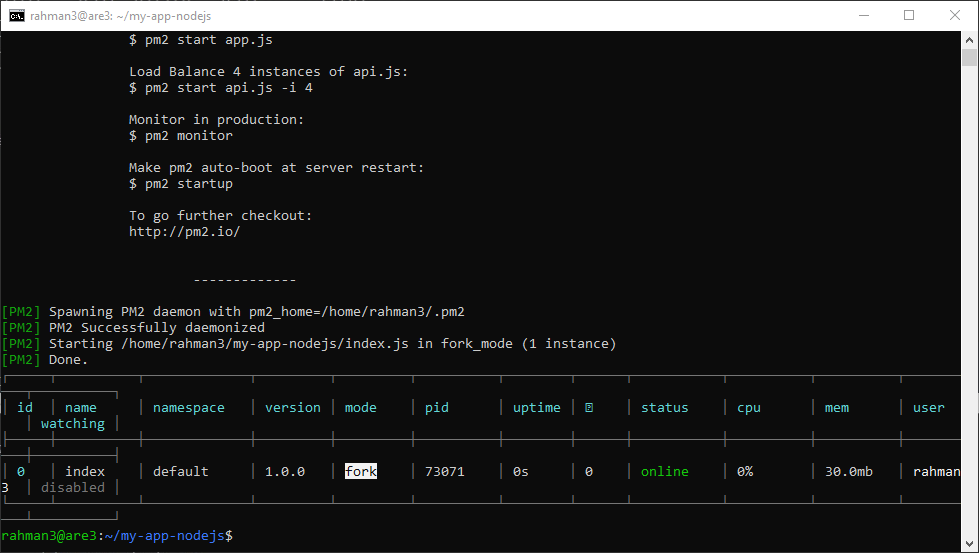 rahman3@are3: ~/my-app-nodejs
$ pm2 start app.js
Load Balance 4 instances of api.js:
$ pm2 start api.js -i 4
Monitor in production:
$ pm2 monitor
Make pm2 auto-boot at server restart:
$ pm2 startup
To go further checkout:
http://pm2.io/
-------------
[PM2] Spawning PM2 daemon with pm2_home=/home/rahman3/.pm2
[PM2] PM2 Successfully daemonized
[PM2] Starting /home/rahman3/my-app-nodejs/index.js in fork_mode (1 instance)
[PM2] Done.
│ id │ name │ namespace │ version │ mode │ pid │ uptime │ │ status │ cpu │ mem │ user
│ watching │
│ 0 │ index │ default │ 1.0.0 │ fork │ 73071 │ 0s │ 0 │ online │ 0% │ 30.0mb │ rahman
3 │ disabled │
rahman3@are3:~/my-app-nodejs$